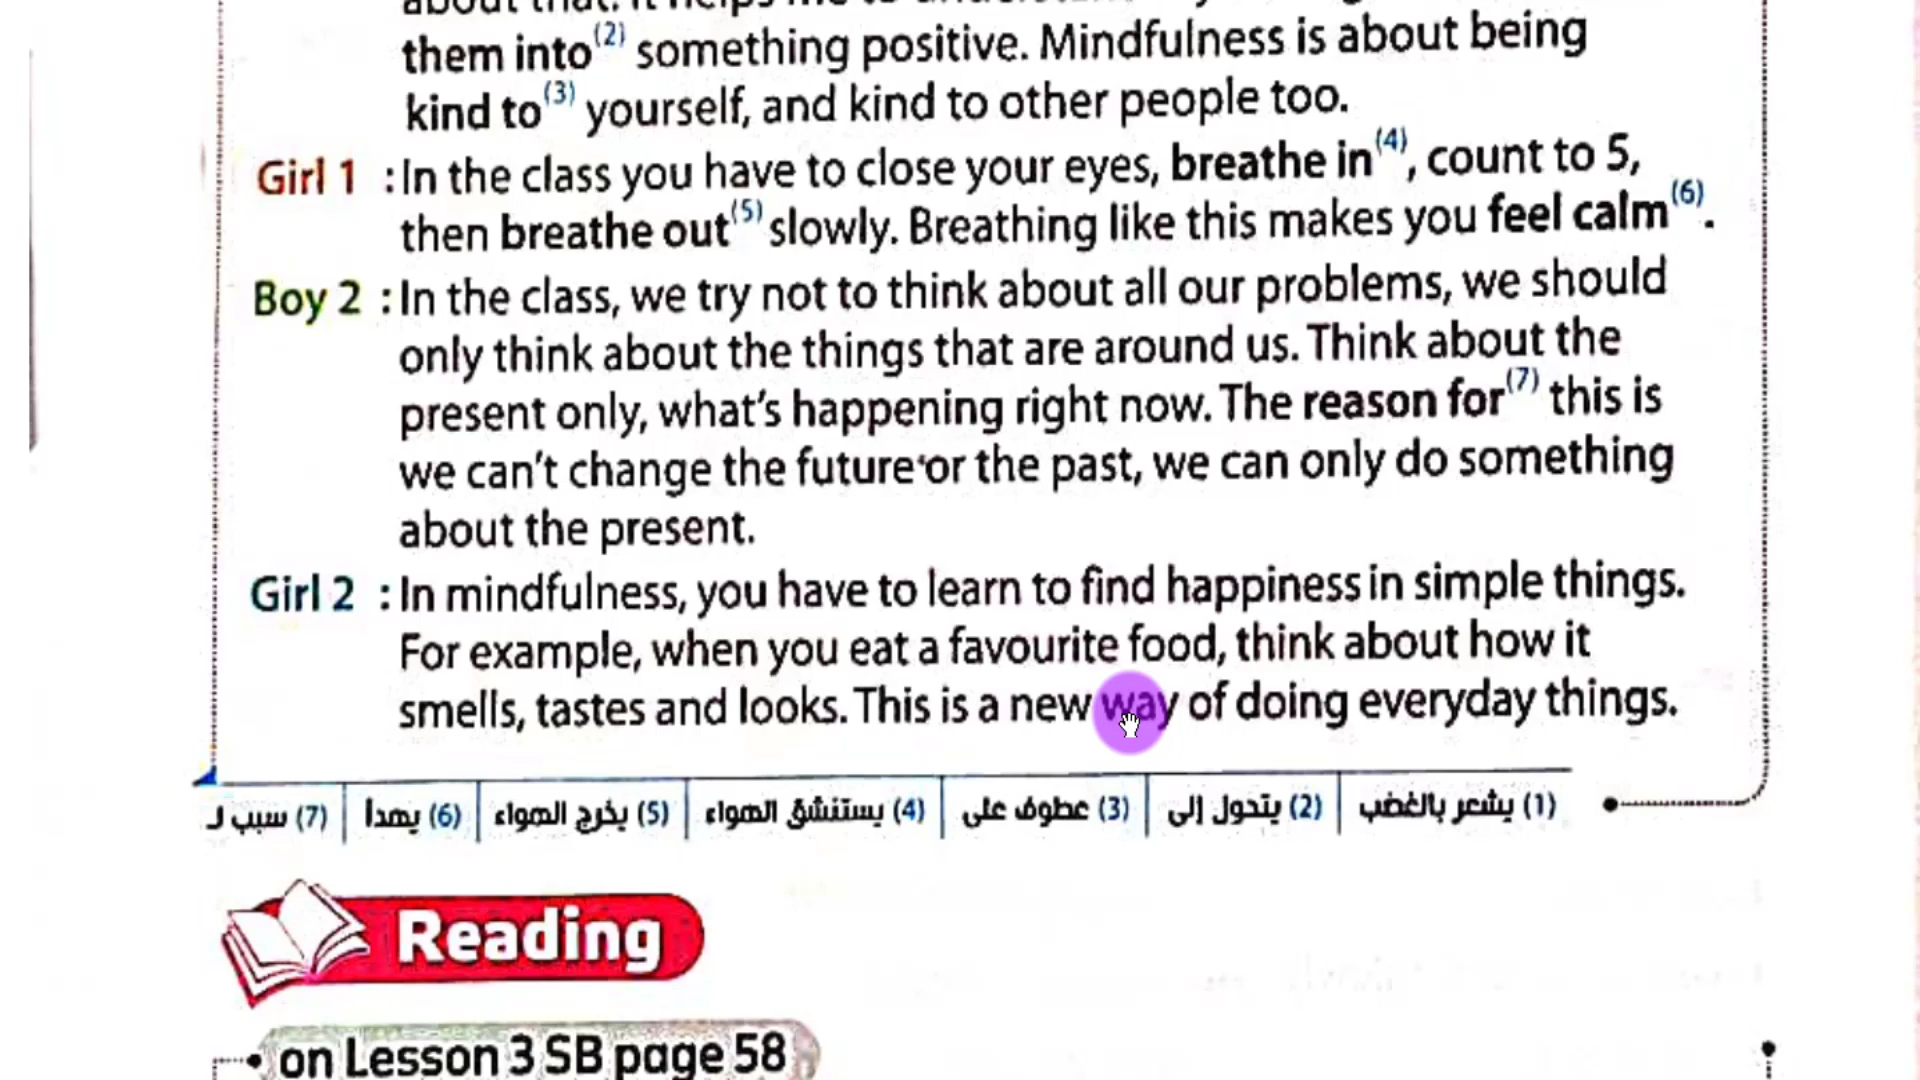 about that. It helps me to understand my
them into(2) something positive. Mindfulness is about being
kind to(3) yourself, and kind to other people too.
Girl 1 : In the class you have to close your eyes, breathe in(4), count to 5,
then breathe out(5) slowly. Breathing like this makes you feel calm(6).
Boy 2 : In the class, we try not to think about all our problems, we should
only think about the things that are around us. Think about the
present only, what's happening right now. The reason for(7) this is
we can't change the future or the past, we can only do something
about the present.
Girl 2 : In mindfulness, you have to learn to find happiness in simple things.
For example, when you eat a favourite food, think about how it
smells, tastes and looks. This is a new way of doing everyday things.
(1) يشعر بالغضب (2) يتحول إلى (3) عطوف على (4) يستنشق الهواء (5) يخرج الهواء (6) يهدأ (7) سبب لـ
Reading
on Lesson 3 SB page 58